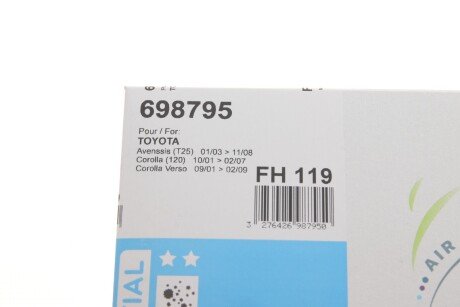 698795
Pour / For:
TOYOTA
Avenssis (T25) 01/03 > 11/08
Corolla (120) 10/01 > 02/07
Corolla Verso 09/01 > 02/09
FH 119
3 276426 987950
AIR